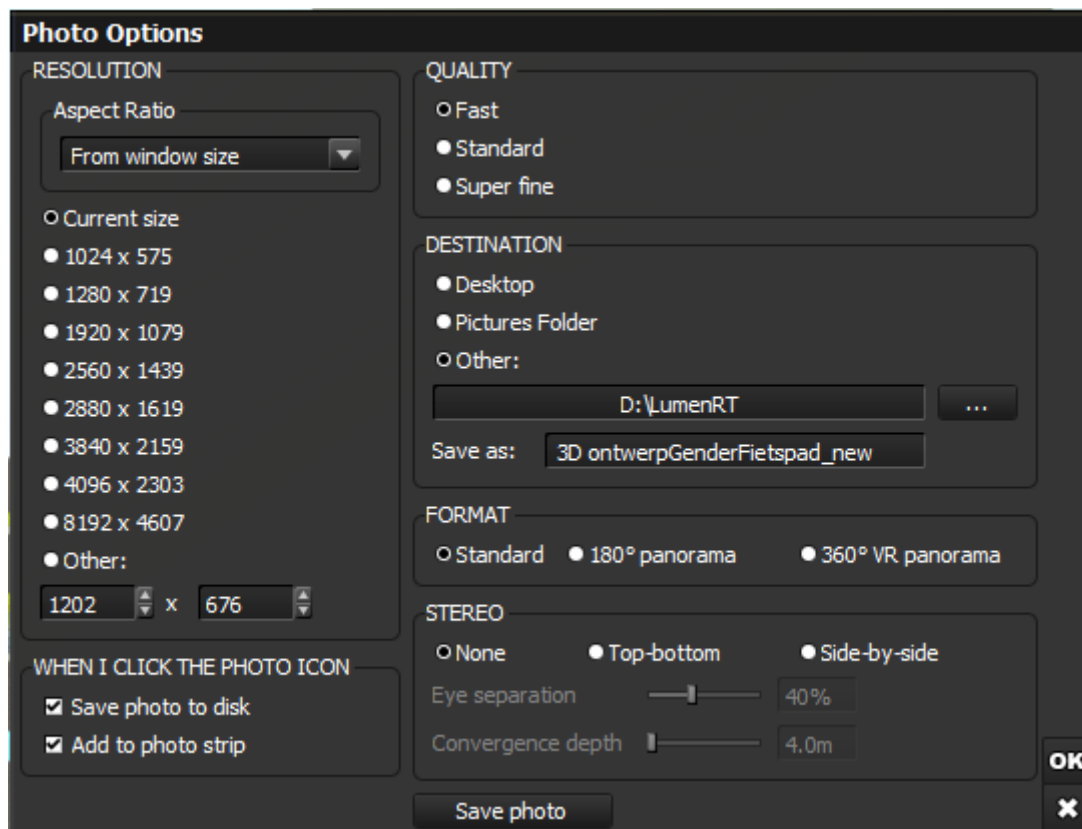 Photo Options
RESOLUTION
Aspect Ratio
From window size
Current size
1024 x 575
1280 x 719
1920 x 1079
2560 x 1439
2880 x 1619
3840 x 2159
4096 x 2303
8192 x 4607
Other:
1202 x 676
WHEN I CLICK THE PHOTO ICON
Save photo to disk
Add to photo strip
QUALITY
Fast
Standard
Super fine
DESTINATION
Desktop
Pictures Folder
Other:
D:\LumenRT ...
Save as: 3D ontwerpGenderFietspad_new
FORMAT
Standard 180° panorama 360° VR panorama
STEREO
None Top-bottom Side-by-side
Eye separation 40%
Convergence depth 4.0m
Save photo
OK